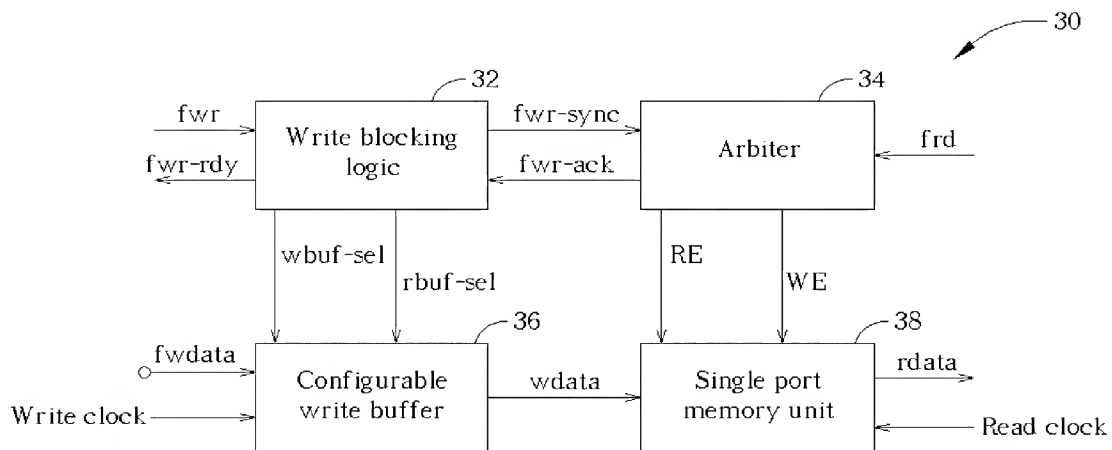 30
32
34
fwr
Write blocking
logic
fwr-sync
Arbiter
frd
fwr-rdy
fwr-ack
wbuf-sel
rbuf-sel
RE
WE
36
38
fwdata
Configurable
write buffer
wdata
Single port
memory unit
rdata
Write clock
Read clock